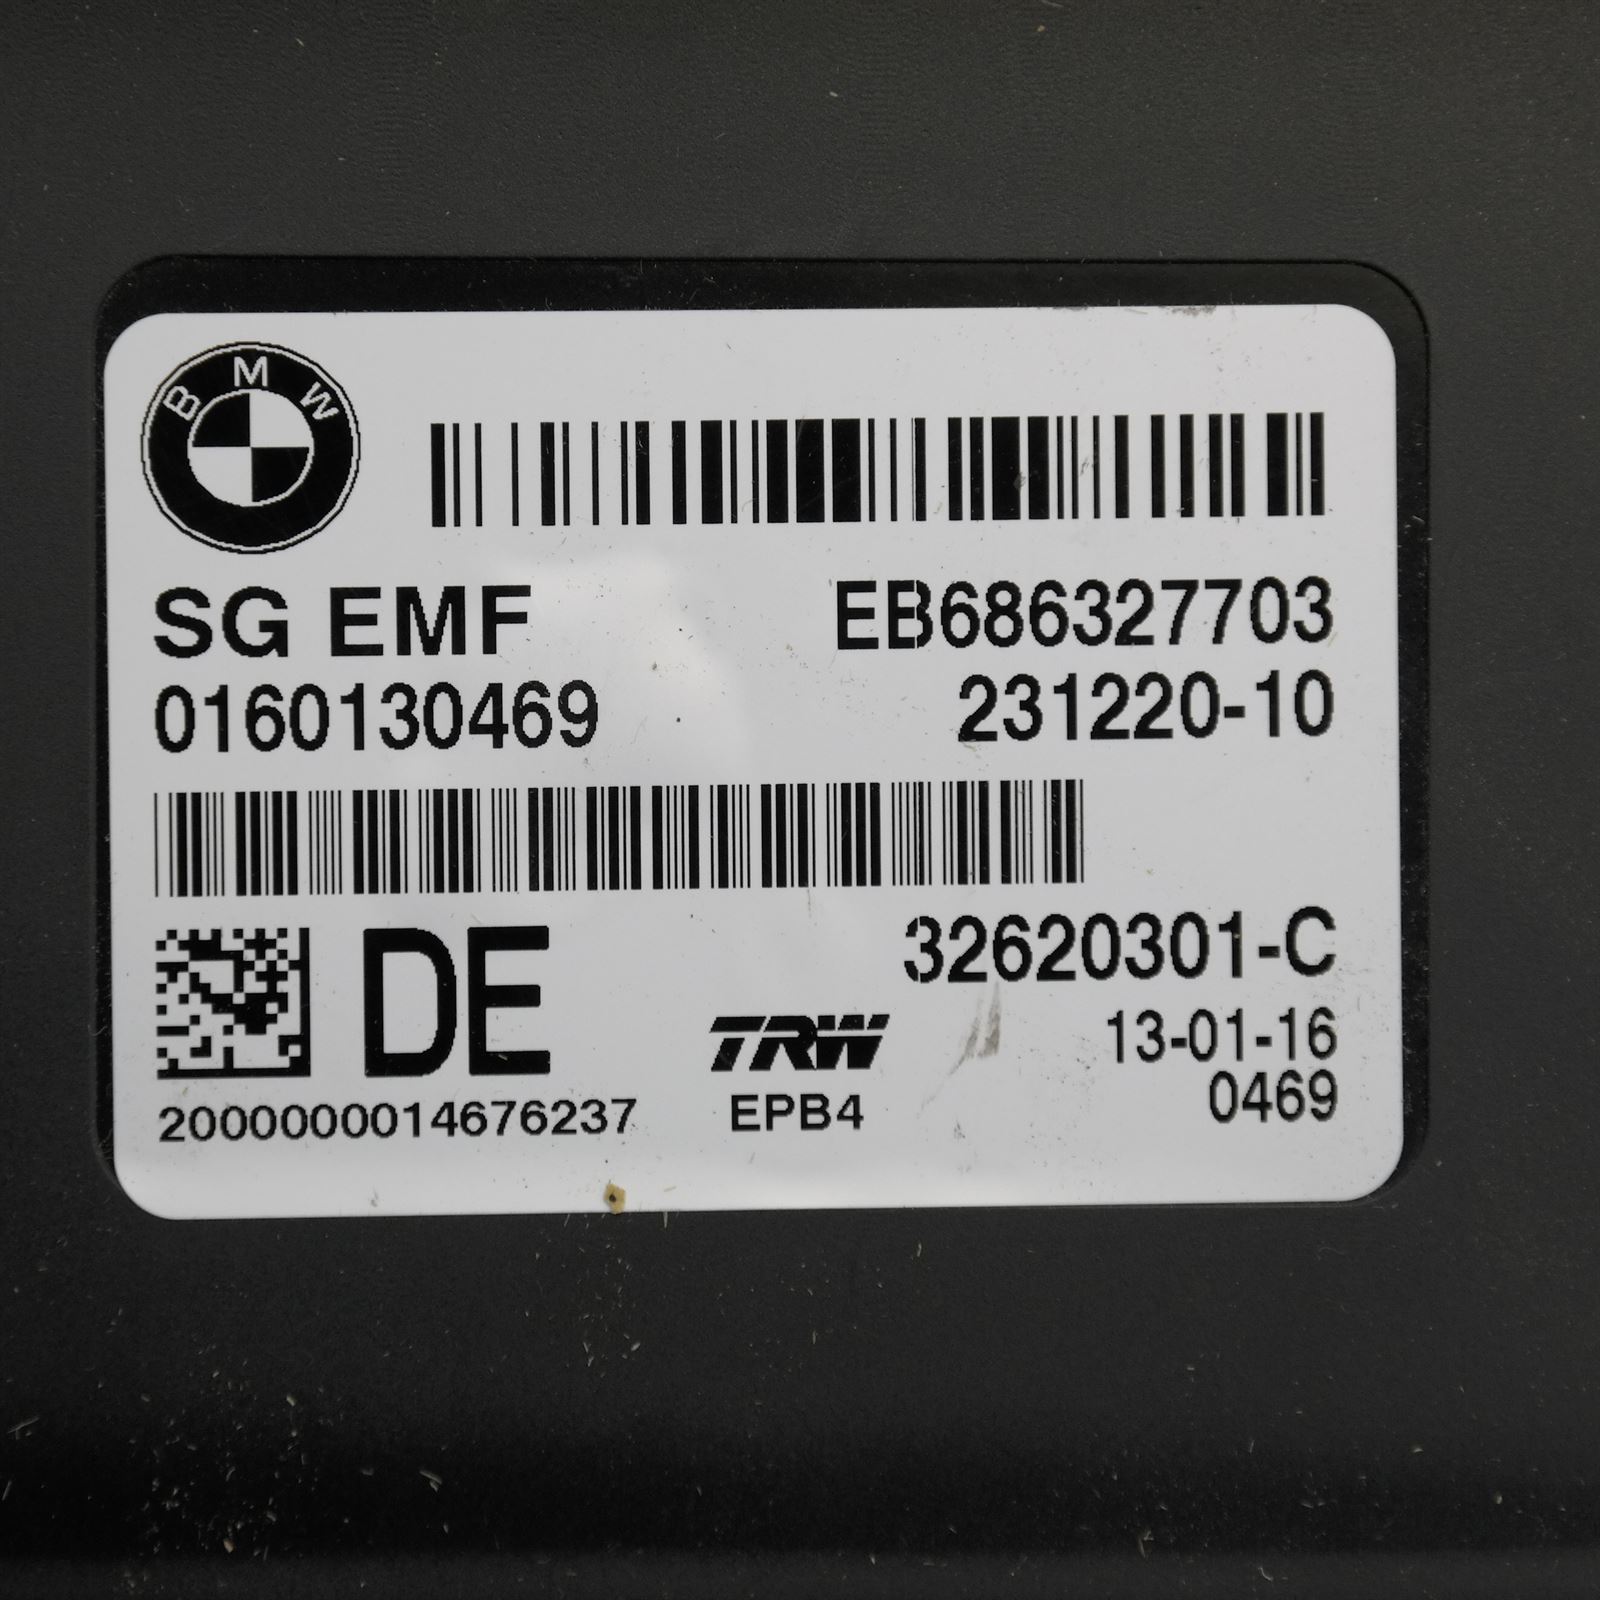 BMW
SG EMF
EB686327703
0160130469
231220-10
DE
32620301-C
TRW
13-01-16
EPB4
0469
2000000014676237